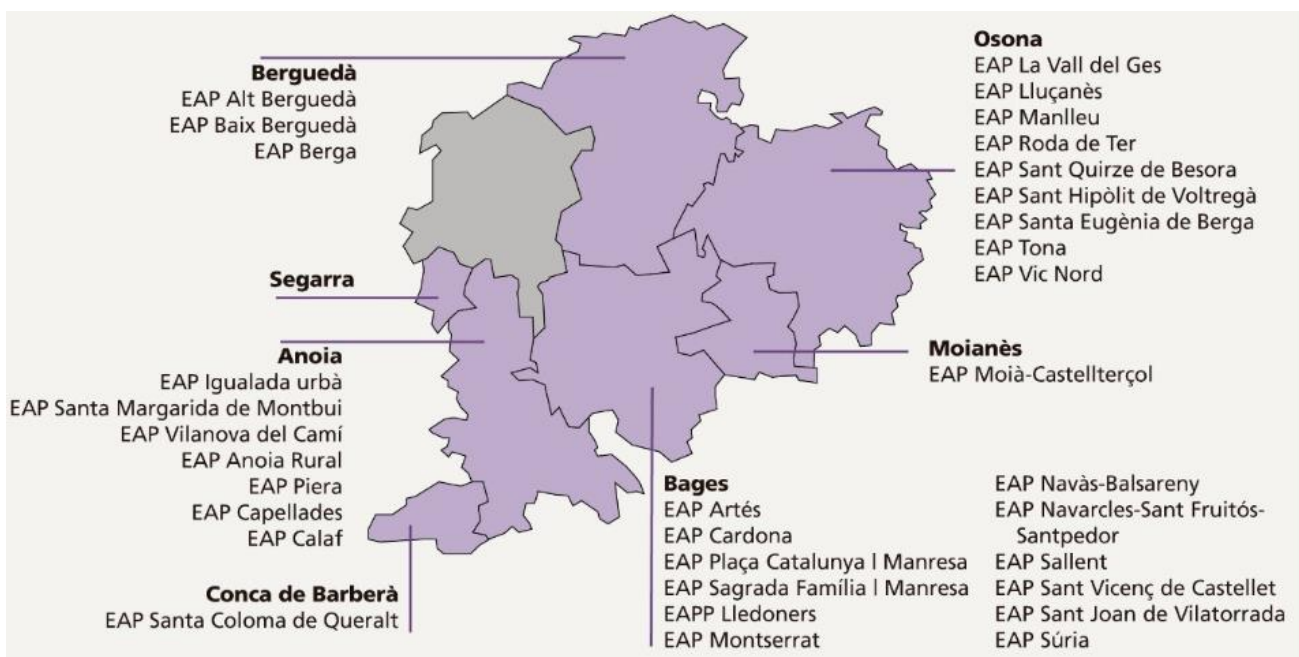 Berguedà
EAP Alt Berguedà
EAP Baix Berguedà
EAP Berga
Osona
EAP La Vall del Ges
EAP Lluçanès
EAP Manlleu
EAP Roda de Ter
EAP Sant Quirze de Besora
EAP Sant Hipòlit de Voltregà
EAP Santa Eugènia de Berga
EAP Tona
EAP Vic Nord
Segarra
Anoia
EAP Igualada urbà
EAP Santa Margarida de Montbui
EAP Vilanova del Camí
EAP Anoia Rural
EAP Piera
EAP Capellades
EAP Calaf
Moianès
EAP Moià-Castellterçol
Conca de Barberà
EAP Santa Coloma de Queralt
Bages
EAP Artés
EAP Cardona
EAP Plaça Catalunya l Manresa
EAP Sagrada Família l Manresa
EAPP Lledoners
EAP Montserrat
EAP Navàs-Balsareny
EAP Navarcles-Sant Fruitós-
Santpedor
EAP Sallent
EAP Sant Vicenç de Castellet
EAP Sant Joan de Vilatorrada
EAP Súria